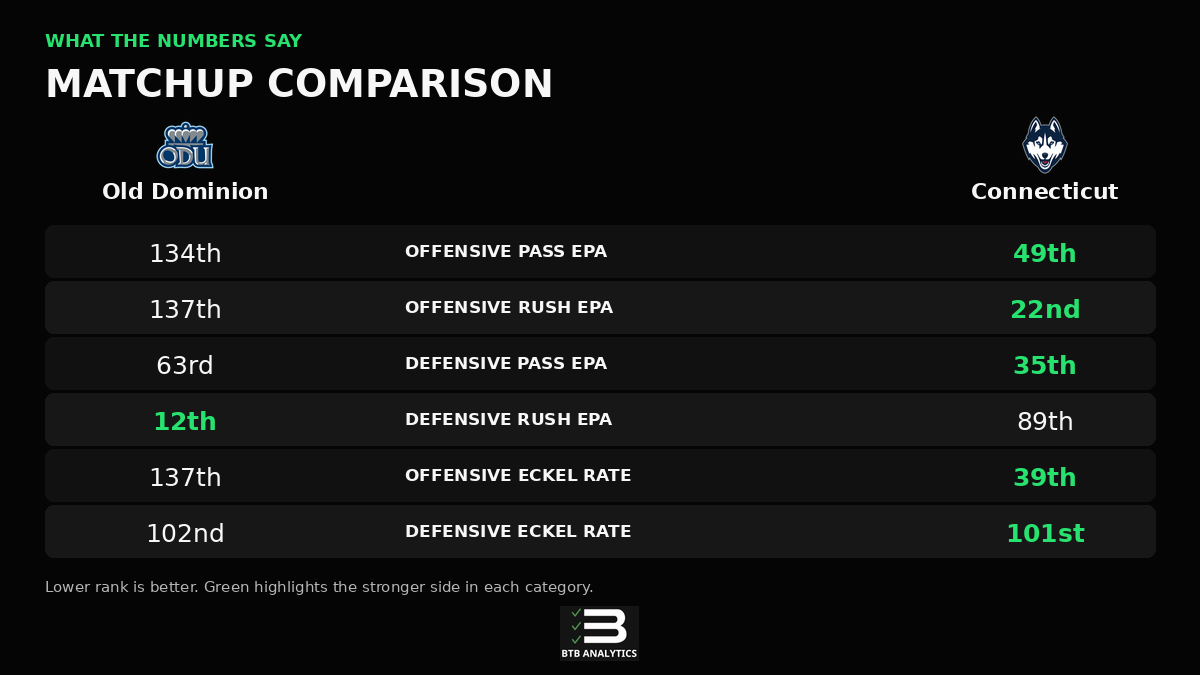 WHAT THE NUMBERS SAY
MATCHUP COMPARISON
ODU
Old Dominion
Connecticut
134th OFFENSIVE PASS EPA 49th
137th OFFENSIVE RUSH EPA 22nd
63rd DEFENSIVE PASS EPA 35th
12th DEFENSIVE RUSH EPA 89th
137th OFFENSIVE ECKEL RATE 39th
102nd DEFENSIVE ECKEL RATE 101st
Lower rank is better. Green highlights the stronger side in each category.
B
BTB ANALYTICS